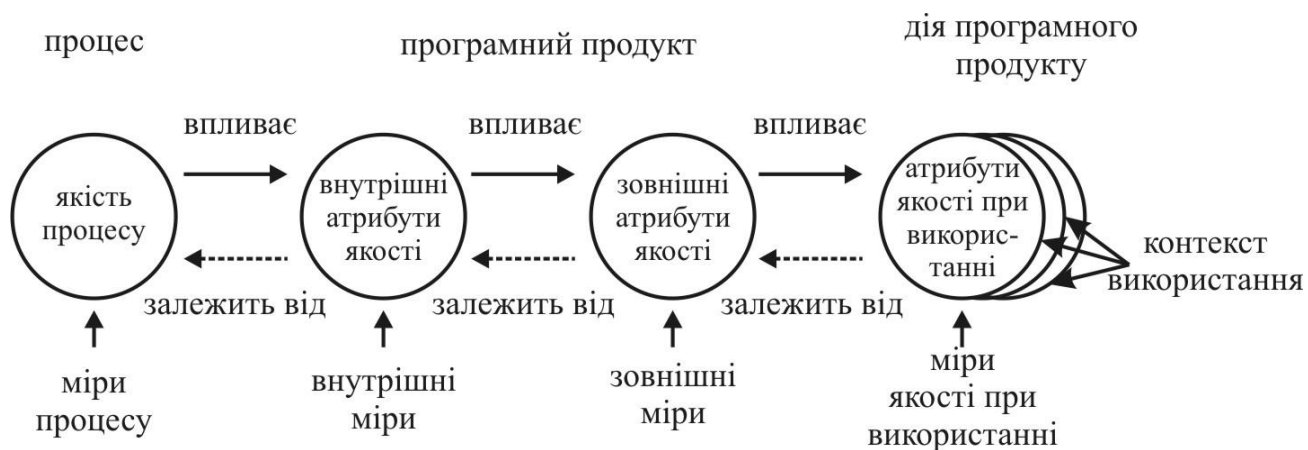 процес
програмний продукт
дія програмного
продукту
впливає
впливає
впливає
якість
процесу
внутрішні
атрибути
якості
зовнішні
атрибути
якості
атрибути
якості при
викорис-
танні
контекст
використання
залежить від
залежить від
залежить від
міри
процесу
внутрішні
міри
зовнішні
міри
міри
якості при
використанні